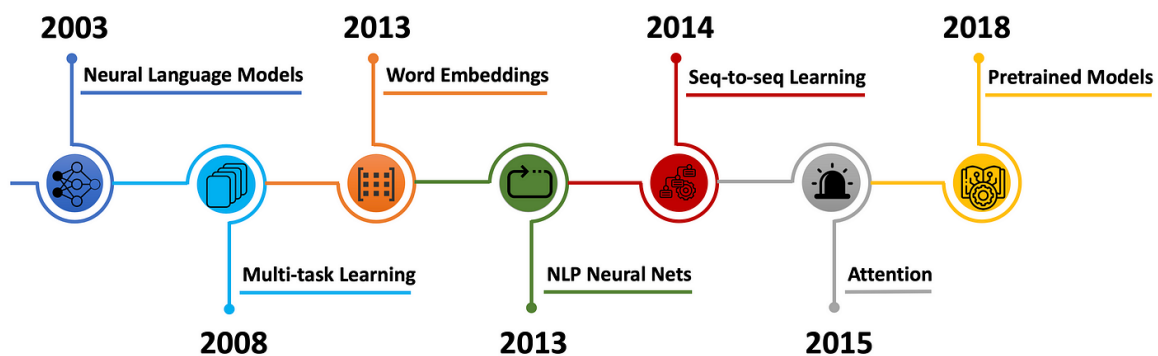 2003
2013
2014
2018
Neural Language Models
Word Embeddings
Seq-to-seq Learning
Pretrained Models
Multi-task Learning
NLP Neural Nets
Attention
2008
2013
2015